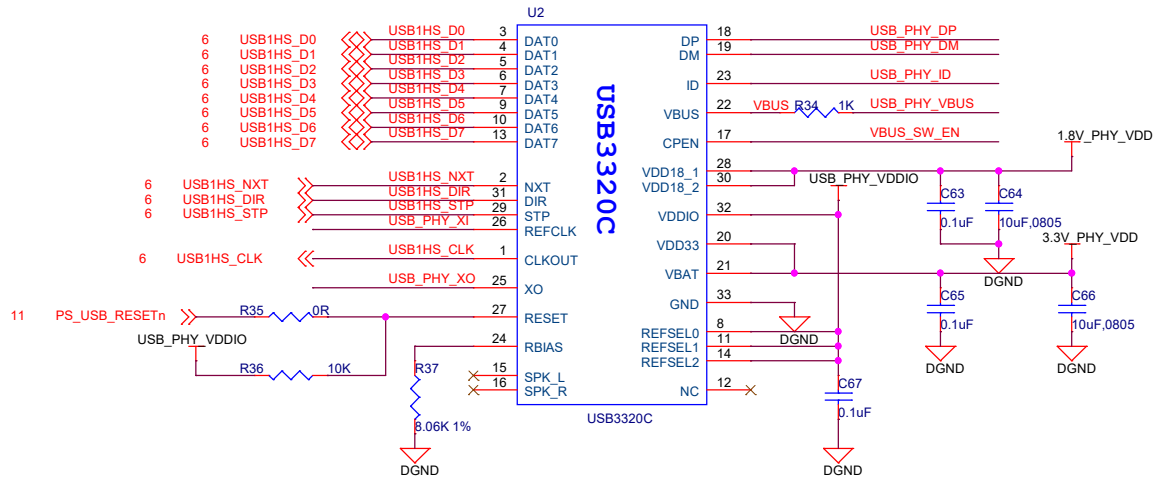 U2
6 USB1HS_D0 USB1HS_D0 3 DAT0 DP 18 USB_PHY_DP
6 USB1HS_D1 USB1HS_D1 4 DAT1 DM 19 USB_PHY_DM
6 USB1HS_D2 USB1HS_D2 5 DAT2
6 USB1HS_D3 USB1HS_D3 6 DAT3 ID 23 USB_PHY_ID
6 USB1HS_D4 USB1HS_D4 7 DAT4
6 USB1HS_D5 USB1HS_D5 9 DAT5 VBUS 22 VBUS R34 1K USB_PHY_VBUS
6 USB1HS_D6 USB1HS_D6 10 DAT6
6 USB1HS_D7 USB1HS_D7 13 DAT7 CPEN 17 VBUS_SW_EN
1.8V_PHY_VDD
USB3320C
VDD18_1 28
6 USB1HS_NXT USB1HS_NXT 2 NXT VDD18_2 30 USB_PHY_VDDIO
6 USB1HS_DIR USB1HS_DIR 31 DIR C63 C64
6 USB1HS_STP USB1HS_STP 29 STP VDDIO 32
USB_PHY_XI 26 REFCLK 0.1uF 10uF,0805
VDD33 20 3.3V_PHY_VDD
6 USB1HS_CLK USB1HS_CLK 1 CLKOUT
VBAT 21 DGND
USB_PHY_XO 25 XO
C65 C66
GND 33
11 PS_USB_RESETn R35 0R 27 RESET 0.1uF 10uF,0805
REFSEL0 8
USB_PHY_VDDIO 24 RBIAS REFSEL1 11 DGND
REFSEL2 14
DGND DGND
R36 10K R37 15 SPK_L
16 SPK_R NC 12 C67
0.1uF
8.06K 1% USB3320C
DGND DGND